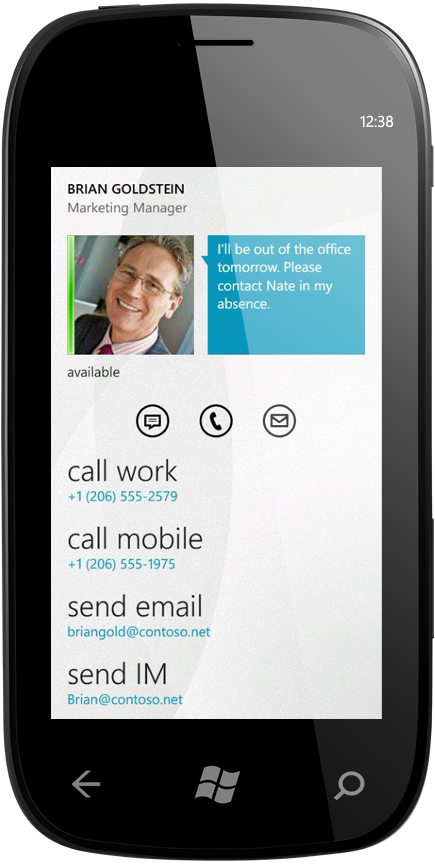 12:38
BRIAN GOLDSTEIN
Marketing Manager
I'll be out of the office
tomorrow. Please
contact Nate in my
absence.
available
call work
+1 (206) 555-2579
call mobile
+1 (206) 555-1975
send email
briangold@contoso.net
send IM
Brian@contoso.net